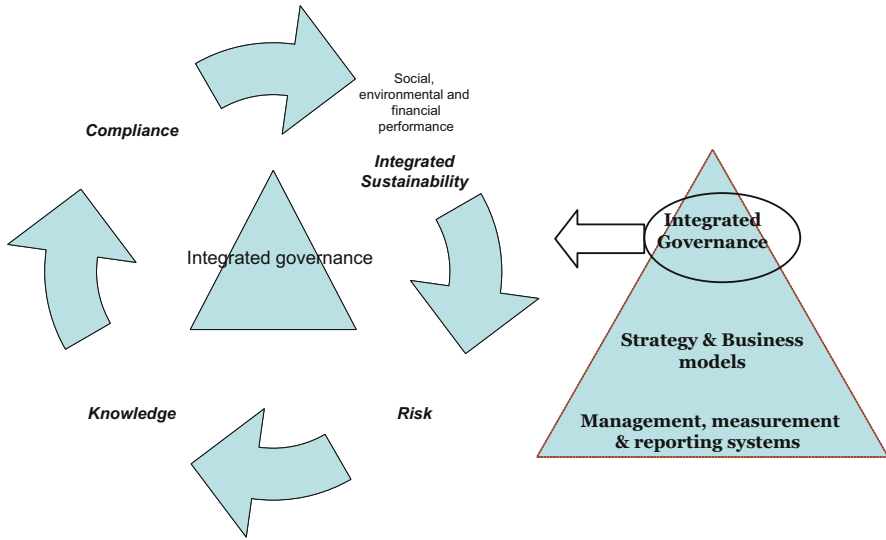 Social,
environmental and
financial
performance
Compliance
Integrated
Sustainability
Integrated governance
Knowledge
Risk
Integrated
Governance
Strategy & Business
models
Management, measurement
& reporting systems